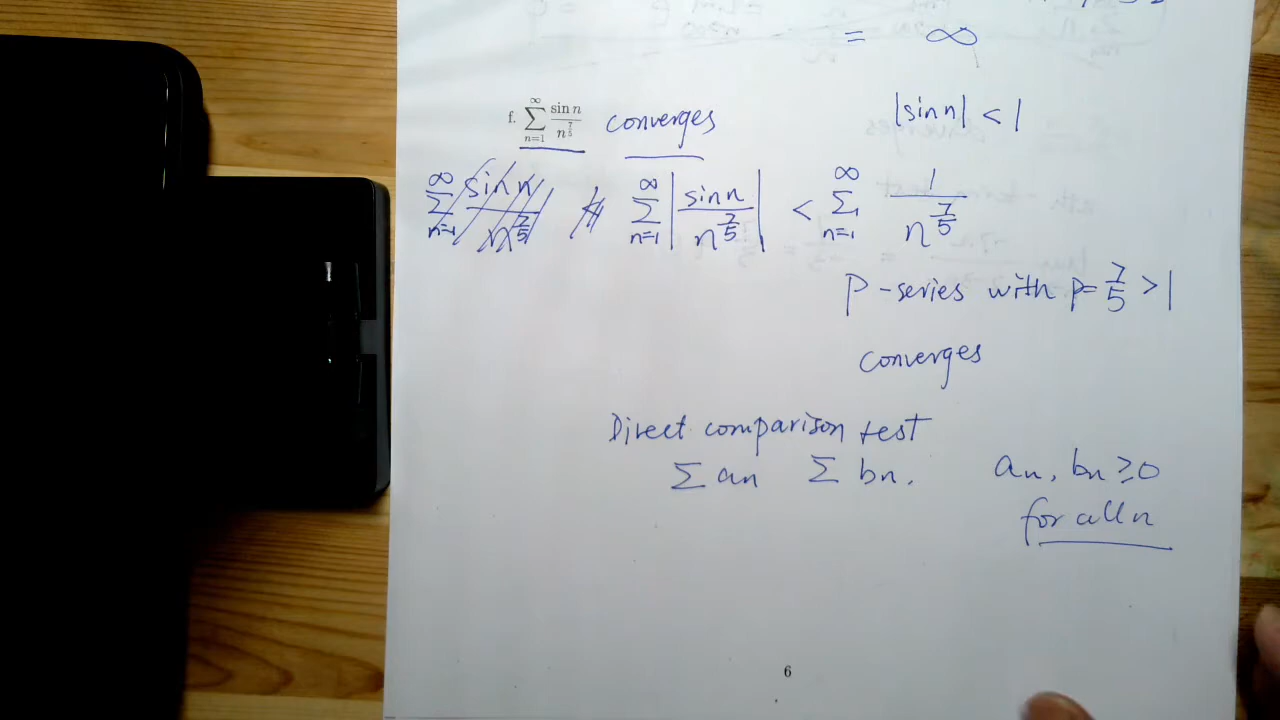 = ∞
f. ∑_{n=1}^{∞} sin n / n^{7/5} converges |sin n| < 1
∑_{n=1}^{∞} sin n / n^{7/5} < ∑_{n=1}^{∞} |sin n / n^{7/5}| < ∑_{n=1}^{∞} 1 / n^{7/5}
P-series with p = 7/5 > 1
converges
Direct comparison test
∑ an ∑ bn. an, bn ≥ 0
for all n
6